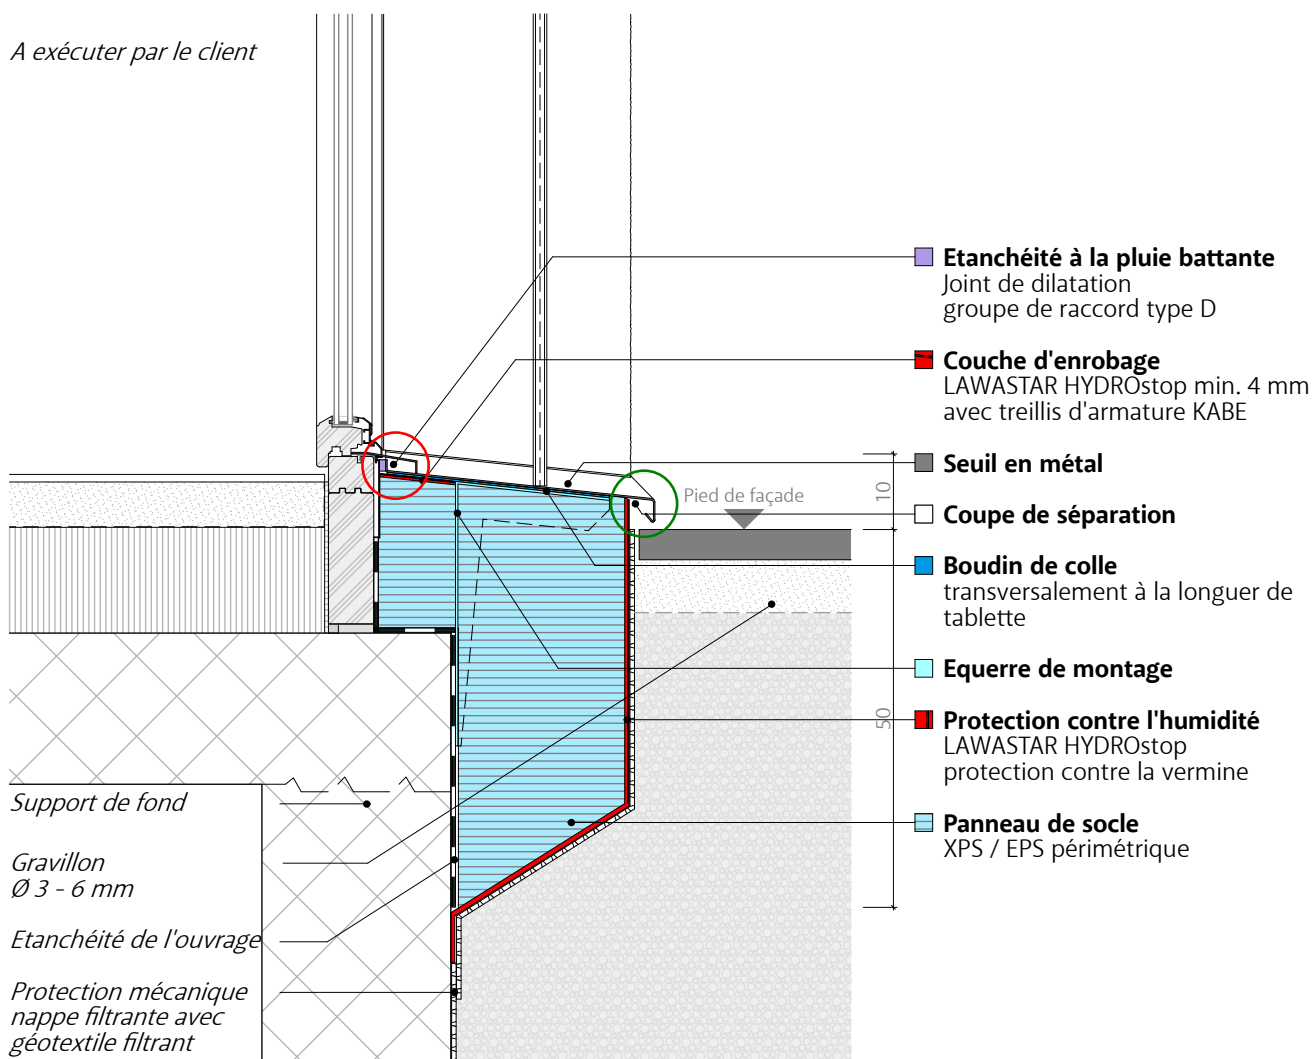 A exécuter par le client
Etanchéité à la pluie battante
Joint de dilatation
groupe de raccord type D
Couche d'enrobage
LAWASTAR HYDROstop min. 4 mm
avec treillis d'armature KABE
Seuil en métal
10
Pied de façade
Coupe de séparation
Boudin de colle
transversalement à la longuer de
tablette
Equerre de montage
50
Protection contre l'humidité
LAWASTAR HYDROstop
protection contre la vermine
Panneau de socle
XPS / EPS périmétrique
Support de fond
Gravillon
Ø 3 - 6 mm
Etanchéité de l'ouvrage
Protection mécanique
nappe filtrante avec
géotextile filtrant